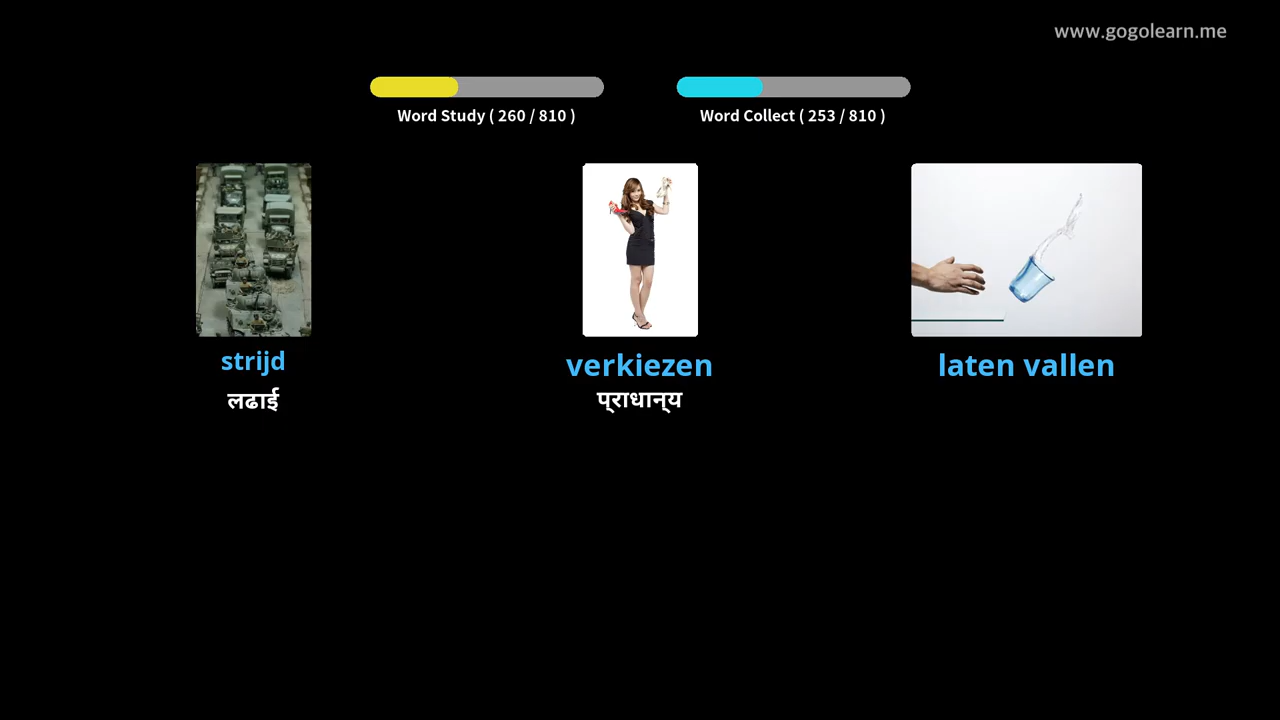 www.gogolearn.me
Word Study ( 260 / 810 )
Word Collect ( 253 / 810 )
strijd
verkiezen
laten vallen
लढाई
प्राधान्य